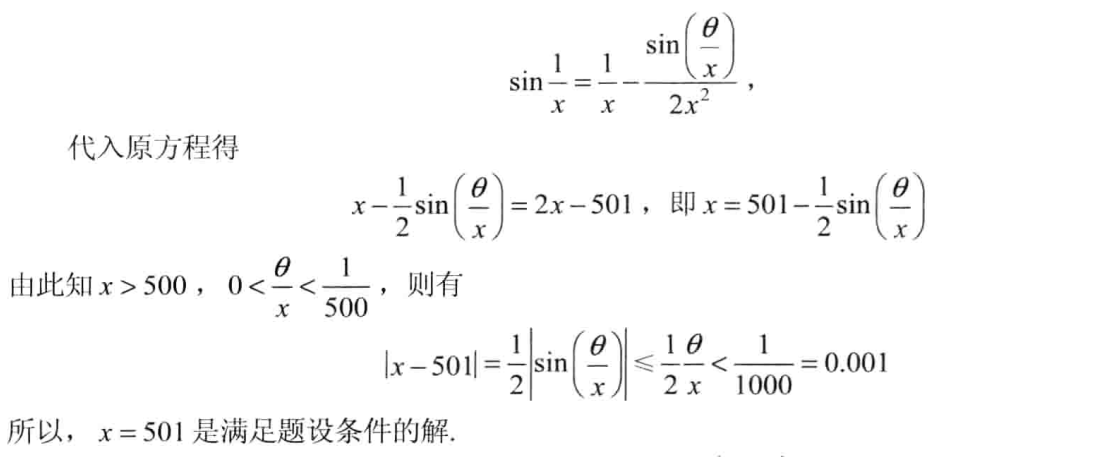 $\sin\frac{1}{x}=\frac{1}{x}-\frac{\sin\left(\frac{\theta}{x}\right)}{2x^2}$，
代入原方程得
$x-\frac{1}{2}\sin\left(\frac{\theta}{x}\right)=2x-501$，即 $x=501-\frac{1}{2}\sin\left(\frac{\theta}{x}\right)$
由此知 $x>500$，$0<\frac{\theta}{x}<\frac{1}{500}$，则有
$|x-501|=\frac{1}{2}\left|\sin\left(\frac{\theta}{x}\right)\right|\leqslant\frac{1}{2}\frac{\theta}{x}<\frac{1}{1000}=0.001$
所以，$x=501$ 是满足题设条件的解.